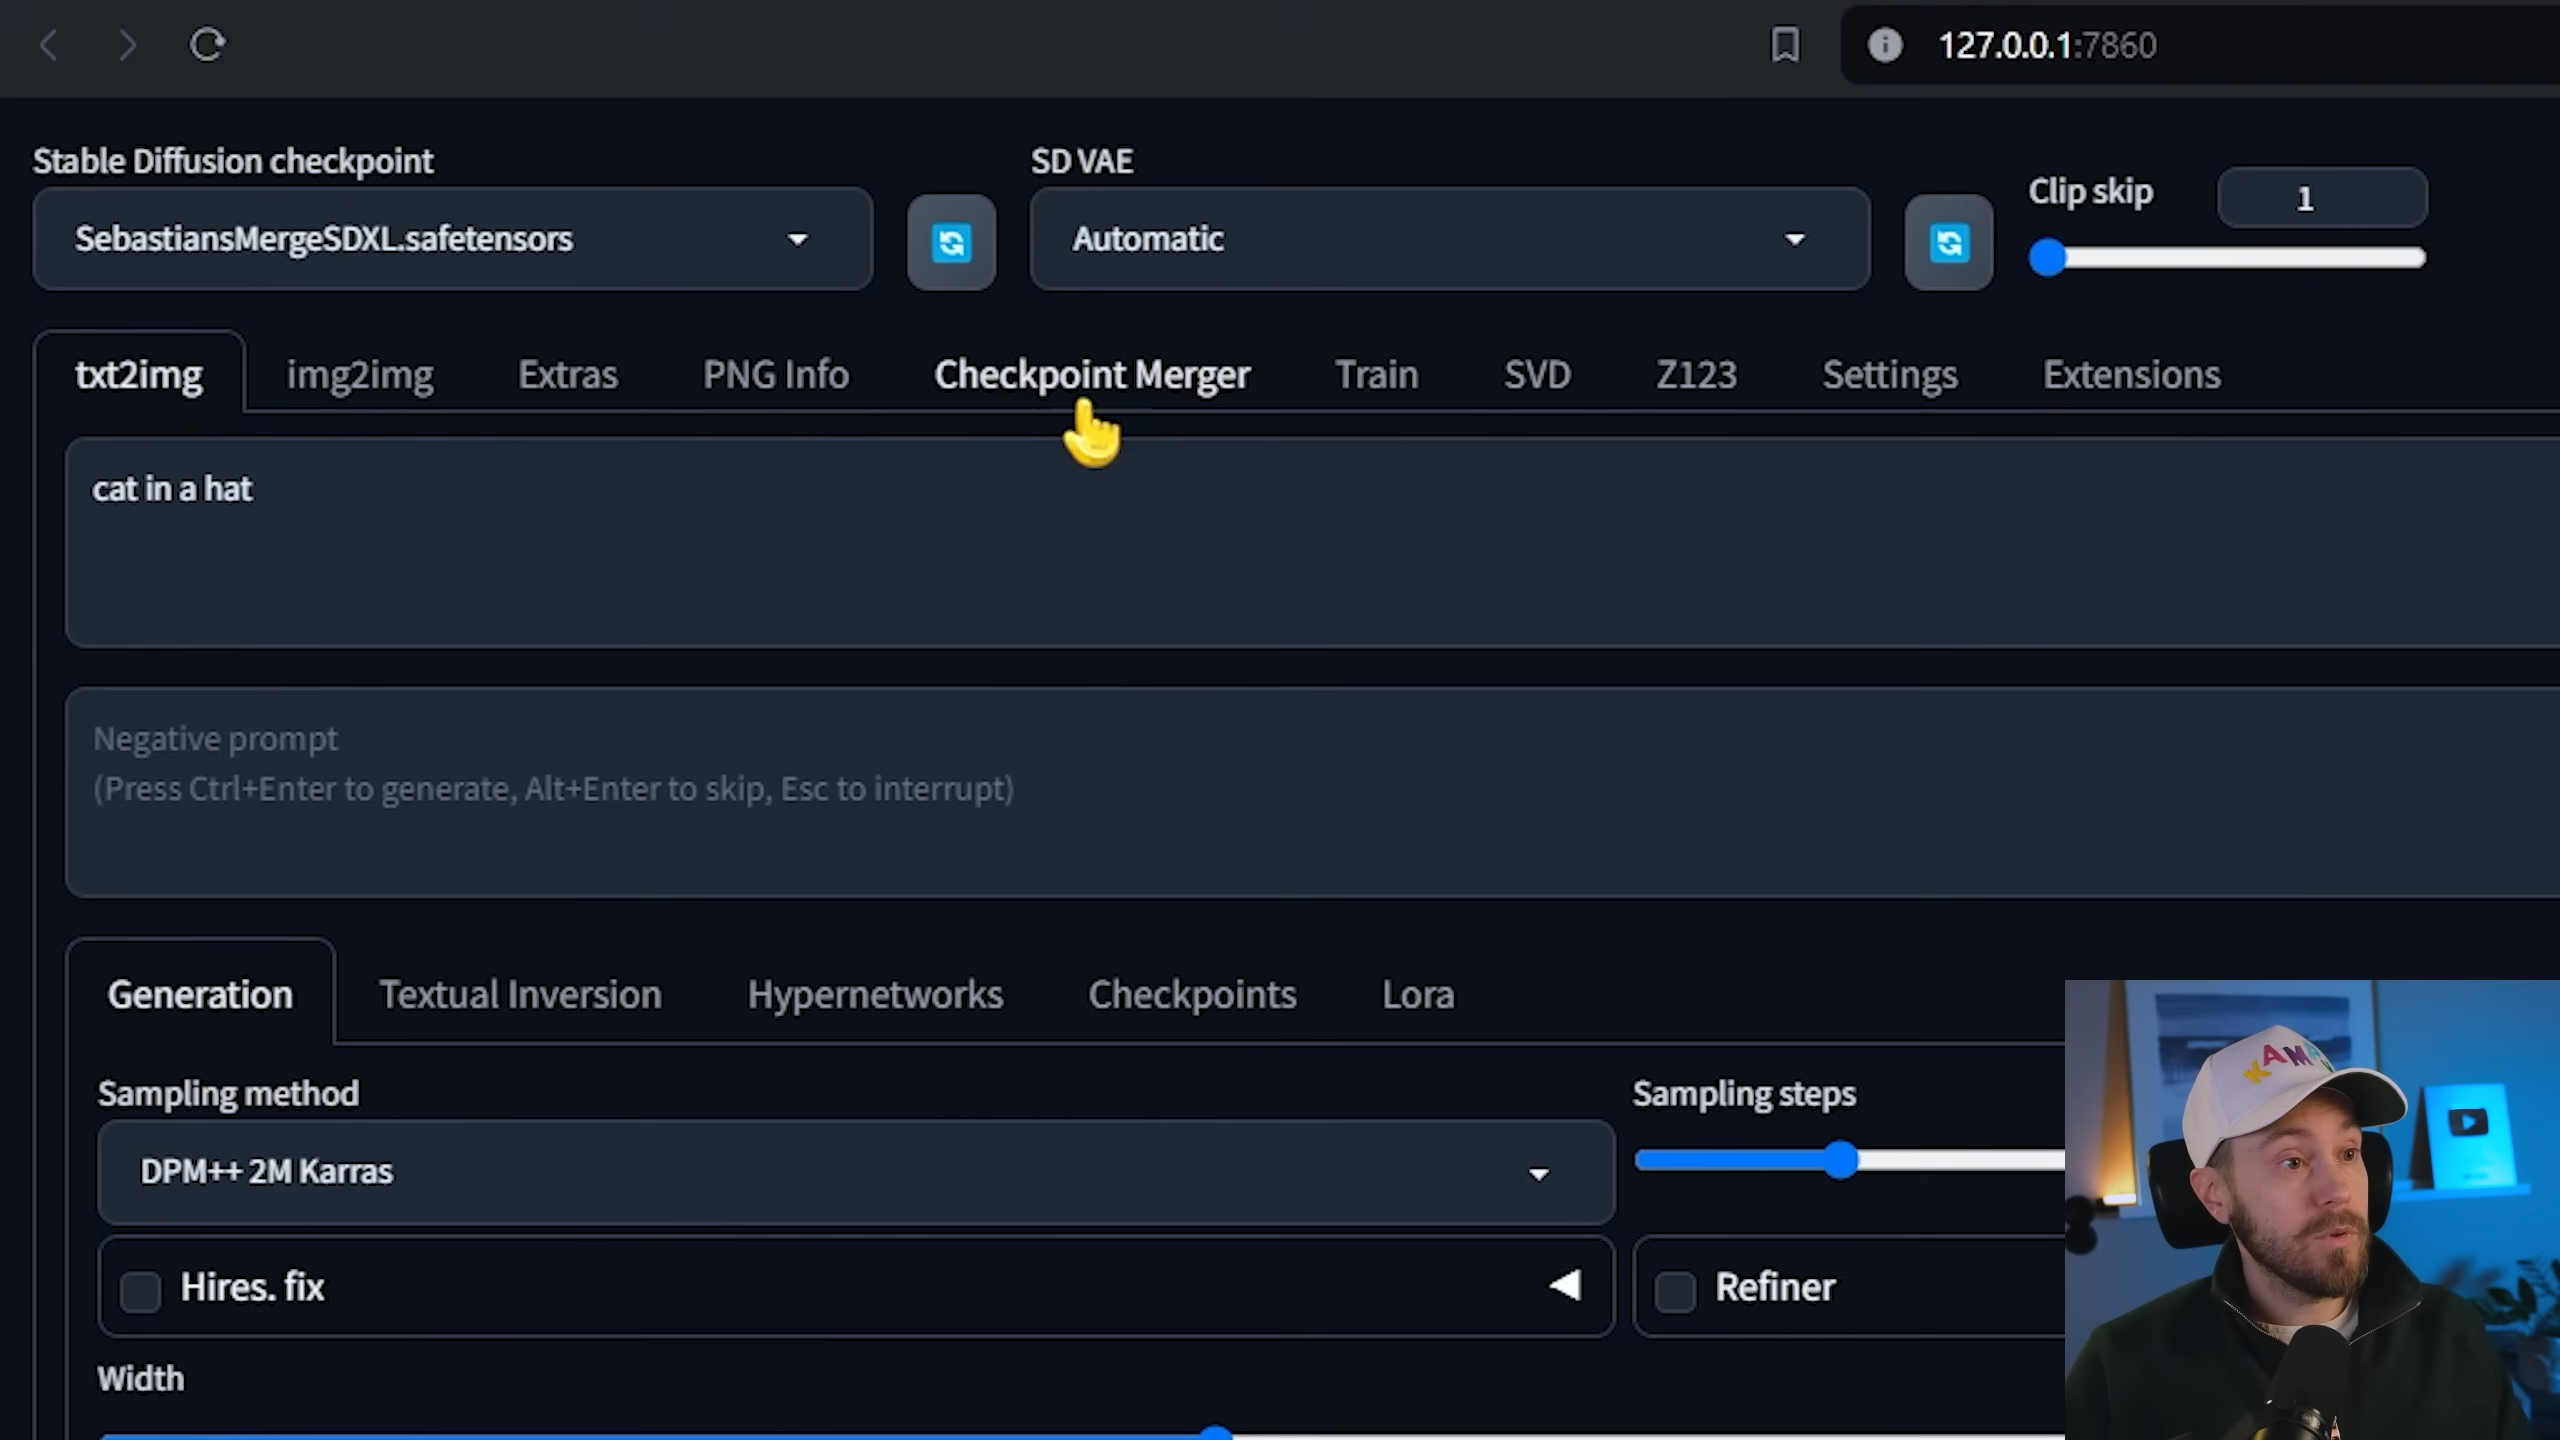 127.0.0.1:7860
Stable Diffusion checkpoint
SebastiansMergeSDXL.safetensors
SD VAE
Automatic
Clip skip
1
txt2img
img2img
Extras
PNG Info
Checkpoint Merger
Train
SVD
Z123
Settings
Extensions
cat in a hat
Negative prompt
(Press Ctrl+Enter to generate, Alt+Enter to skip, Esc to interrupt)
Generation
Textual Inversion
Hypernetworks
Checkpoints
Lora
Sampling method
DPM++ 2M Karras
Sampling steps
Hires. fix
Refiner
Width